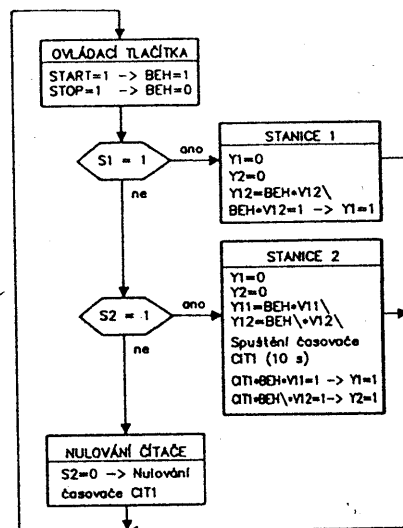 OVLÁDACÍ TLAČÍTKA
START=1 -> BEH=1
STOP=1 -> BEH=0
S1 = 1
ano
ne
STANICE 1
Y1=0
Y2=0
Y12=BEH*V12\
BEH*V12=1 -> Y1=1
S2 = 1
ano
ne
STANICE 2
Y1=0
Y2=0
Y11=BEH*V11\
Y12=BEH\*V12\
Spuštění časovače
CIT1 (10 s)
CIT1*BEH*V11=1 -> Y1=1
CIT1*BEH\*V12=1-> Y2=1
NULOVÁNÍ ČÍTAČE
S2=0 -> Nulování
časovače CIT1